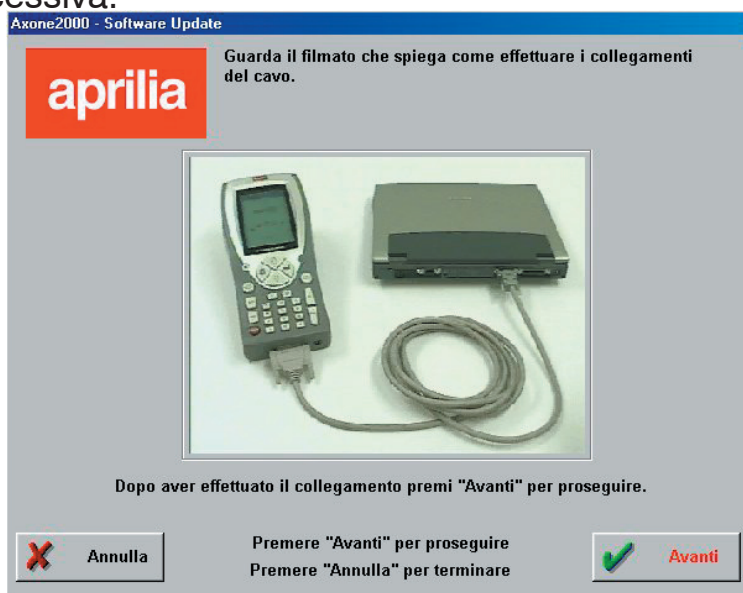 cessiva.
Axone2000 - Software Update
aprilia
Guarda il filmato che spiega come effettuare i collegamenti
del cavo.
Dopo aver effettuato il collegamento premi "Avanti" per proseguire.
Annulla
Premere "Avanti" per proseguire
Premere "Annulla" per terminare
Avanti